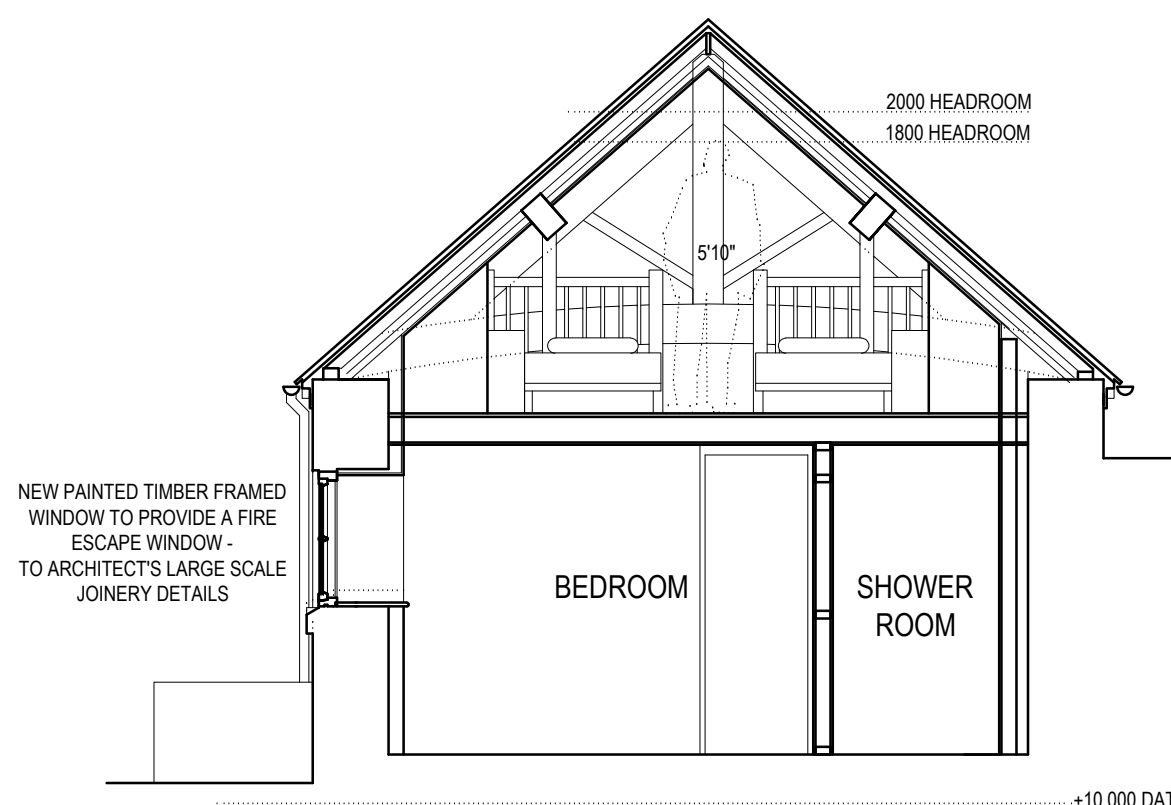 2000 HEADROOM
1800 HEADROOM
5'10"
NEW PAINTED TIMBER FRAMED
WINDOW TO PROVIDE A FIRE
ESCAPE WINDOW -
TO ARCHITECT'S LARGE SCALE
JOINERY DETAILS
BEDROOM
SHOWER
ROOM
+10.000 DAT